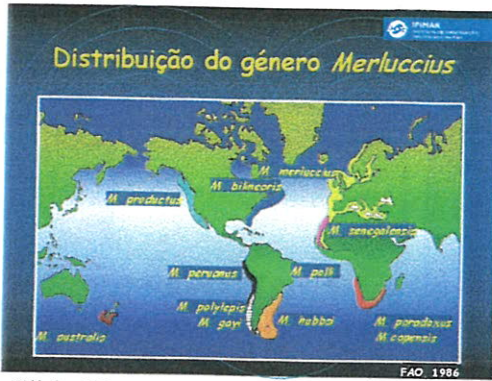 IPIMAR
Distribuição do género Merluccius
M. merluccius
M. bilinearis
M. productus
M. senegalensis
M. peruanus
M. polli
M. polylepis
M. gayi
M. hubbsi
M. paradoxus
M. capensis
M. australis
FAO 1986